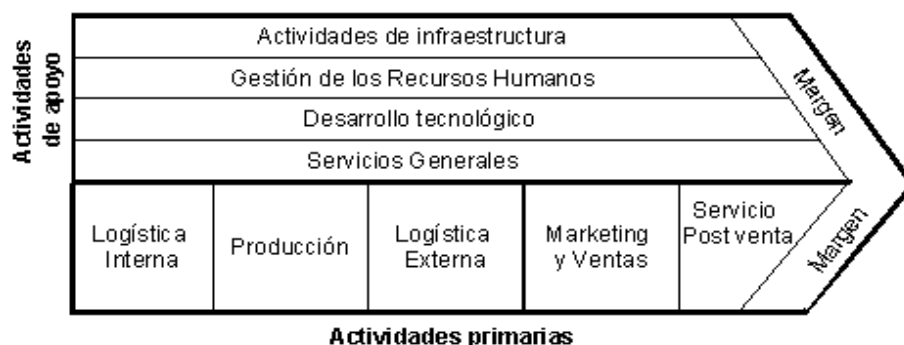 Actividades
de apoyo
Actividades de infraestructura
Gestión de los Recursos Humanos
Desarrollo tecnológico
Servicios Generales
Margen
Logística
Interna
Producción
Logística
Externa
Marketing
y Ventas
Servicio
Post venta
Margen
Actividades primarias